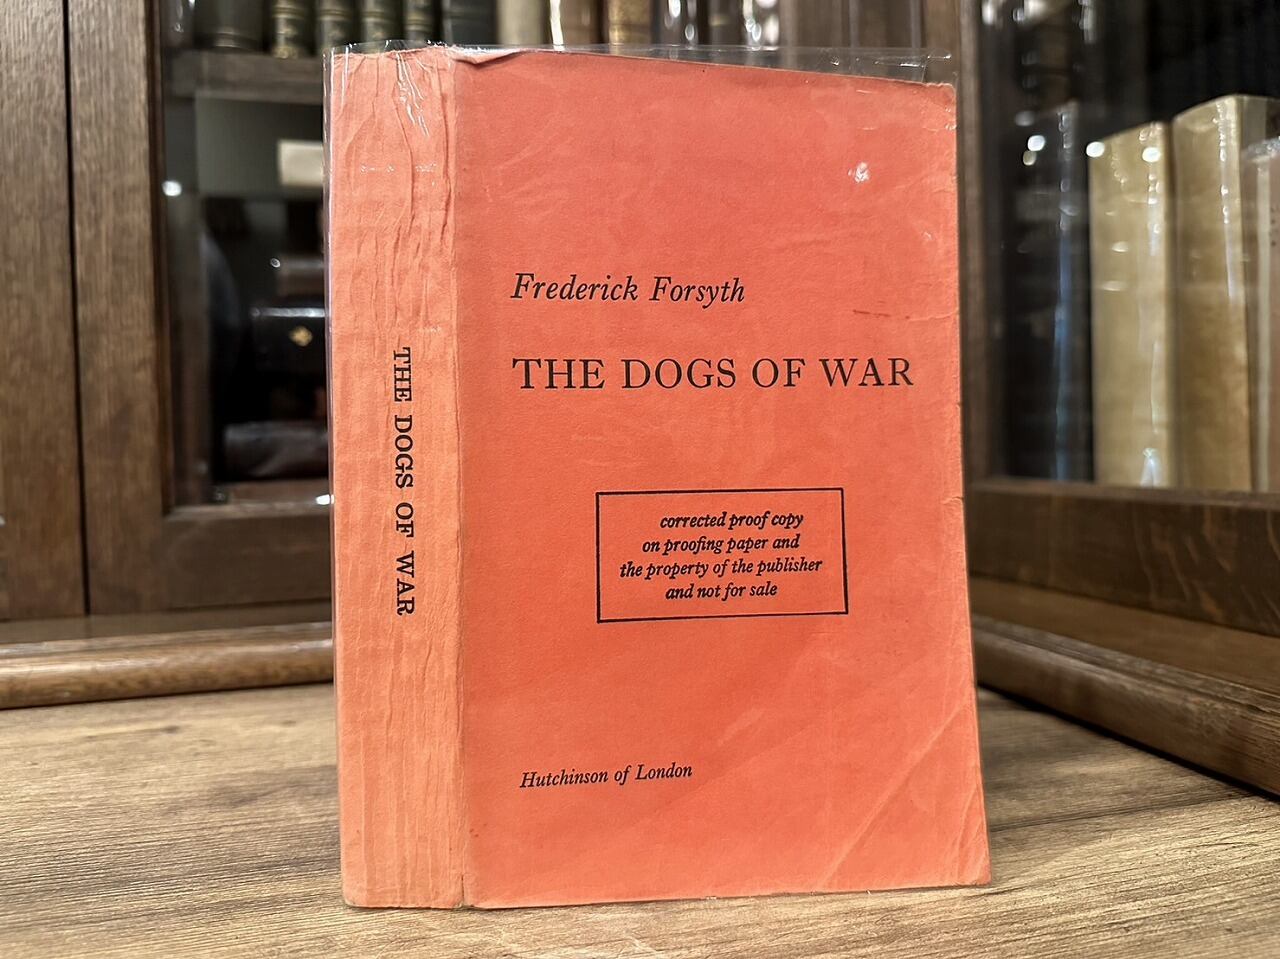 THE DOGS OF WAR
Frederick Forsyth
THE DOGS OF WAR
corrected proof copy
on proofing paper and
the property of the publisher
and not for sale
Hutchinson of London